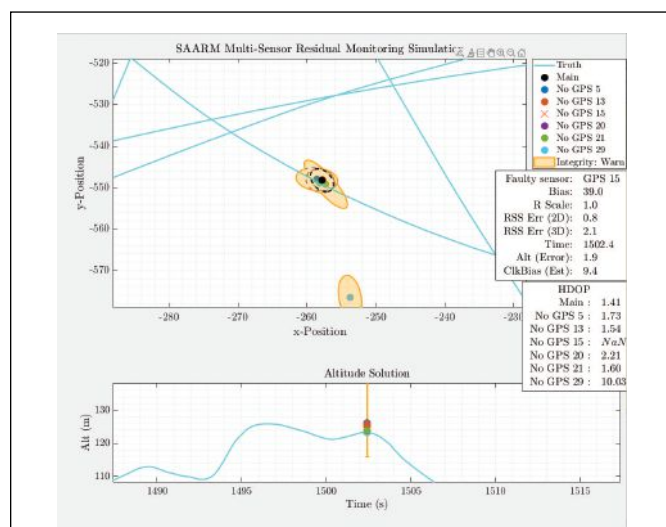 SAARM Multi-Sensor Residual Monitoring Simulation
-520
-530
-540
-550
-560
-570
y-Position
-280
-270
-260
-250
-240
-230
x-Position
Truth
Main
No GPS 5
No GPS 13
No GPS 15
No GPS 20
No GPS 21
No GPS 29
Integrity: Warn
Faulty sensor: GPS 15
Bias: 39.0
R Scale: 1.0
RSS Err (2D): 0.8
RSS Err (3D): 2.1
Time: 1502.4
Alt (Error): 1.9
ClkBias (Est): 9.4
HDOP
Main : 1.41
No GPS 5 : 1.73
No GPS 13 : 1.54
No GPS 15 : NaN
No GPS 20 : 2.21
No GPS 21 : 1.60
No GPS 29 : 10.03
Altitude Solution
130
120
110
Alt (m)
1490
1495
1500
1505
1510
1515
Time (s)